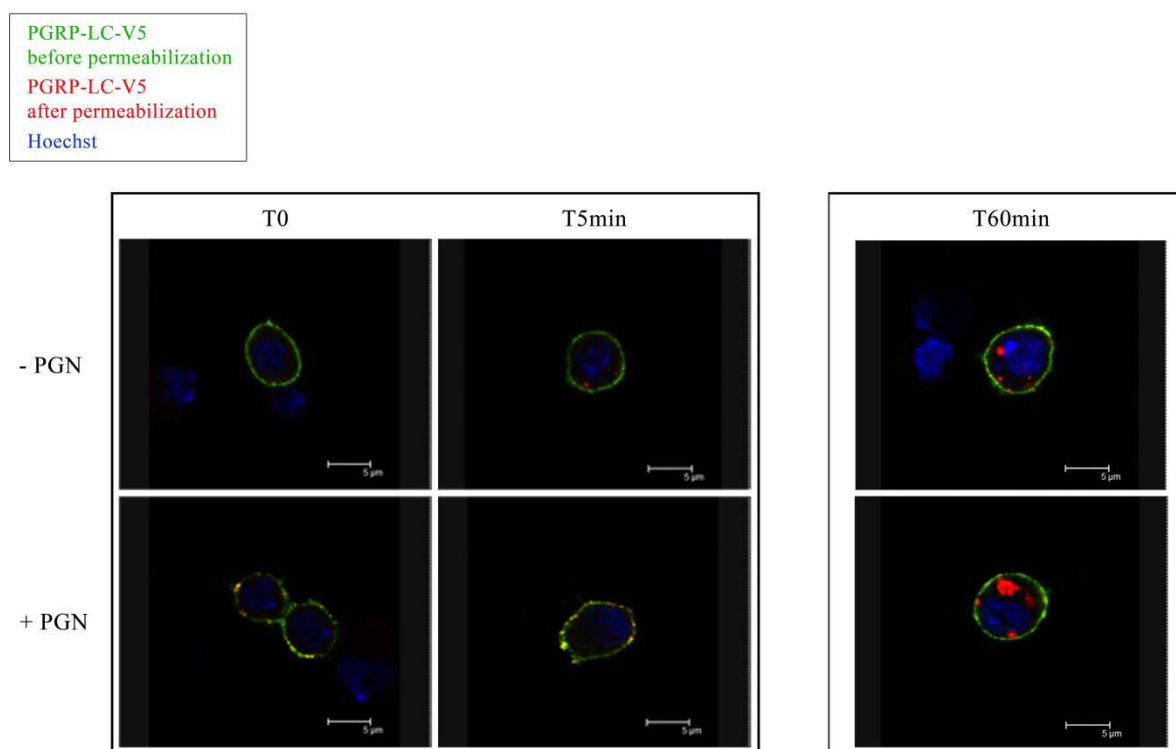 PGRP-LC-V5
before permeabilization
PGRP-LC-V5
after permeabilization
Hoechst
T0
T5min
T60min
- PGN
5 µm
5 µm
5 µm
+ PGN
5 µm
5 µm
5 µm